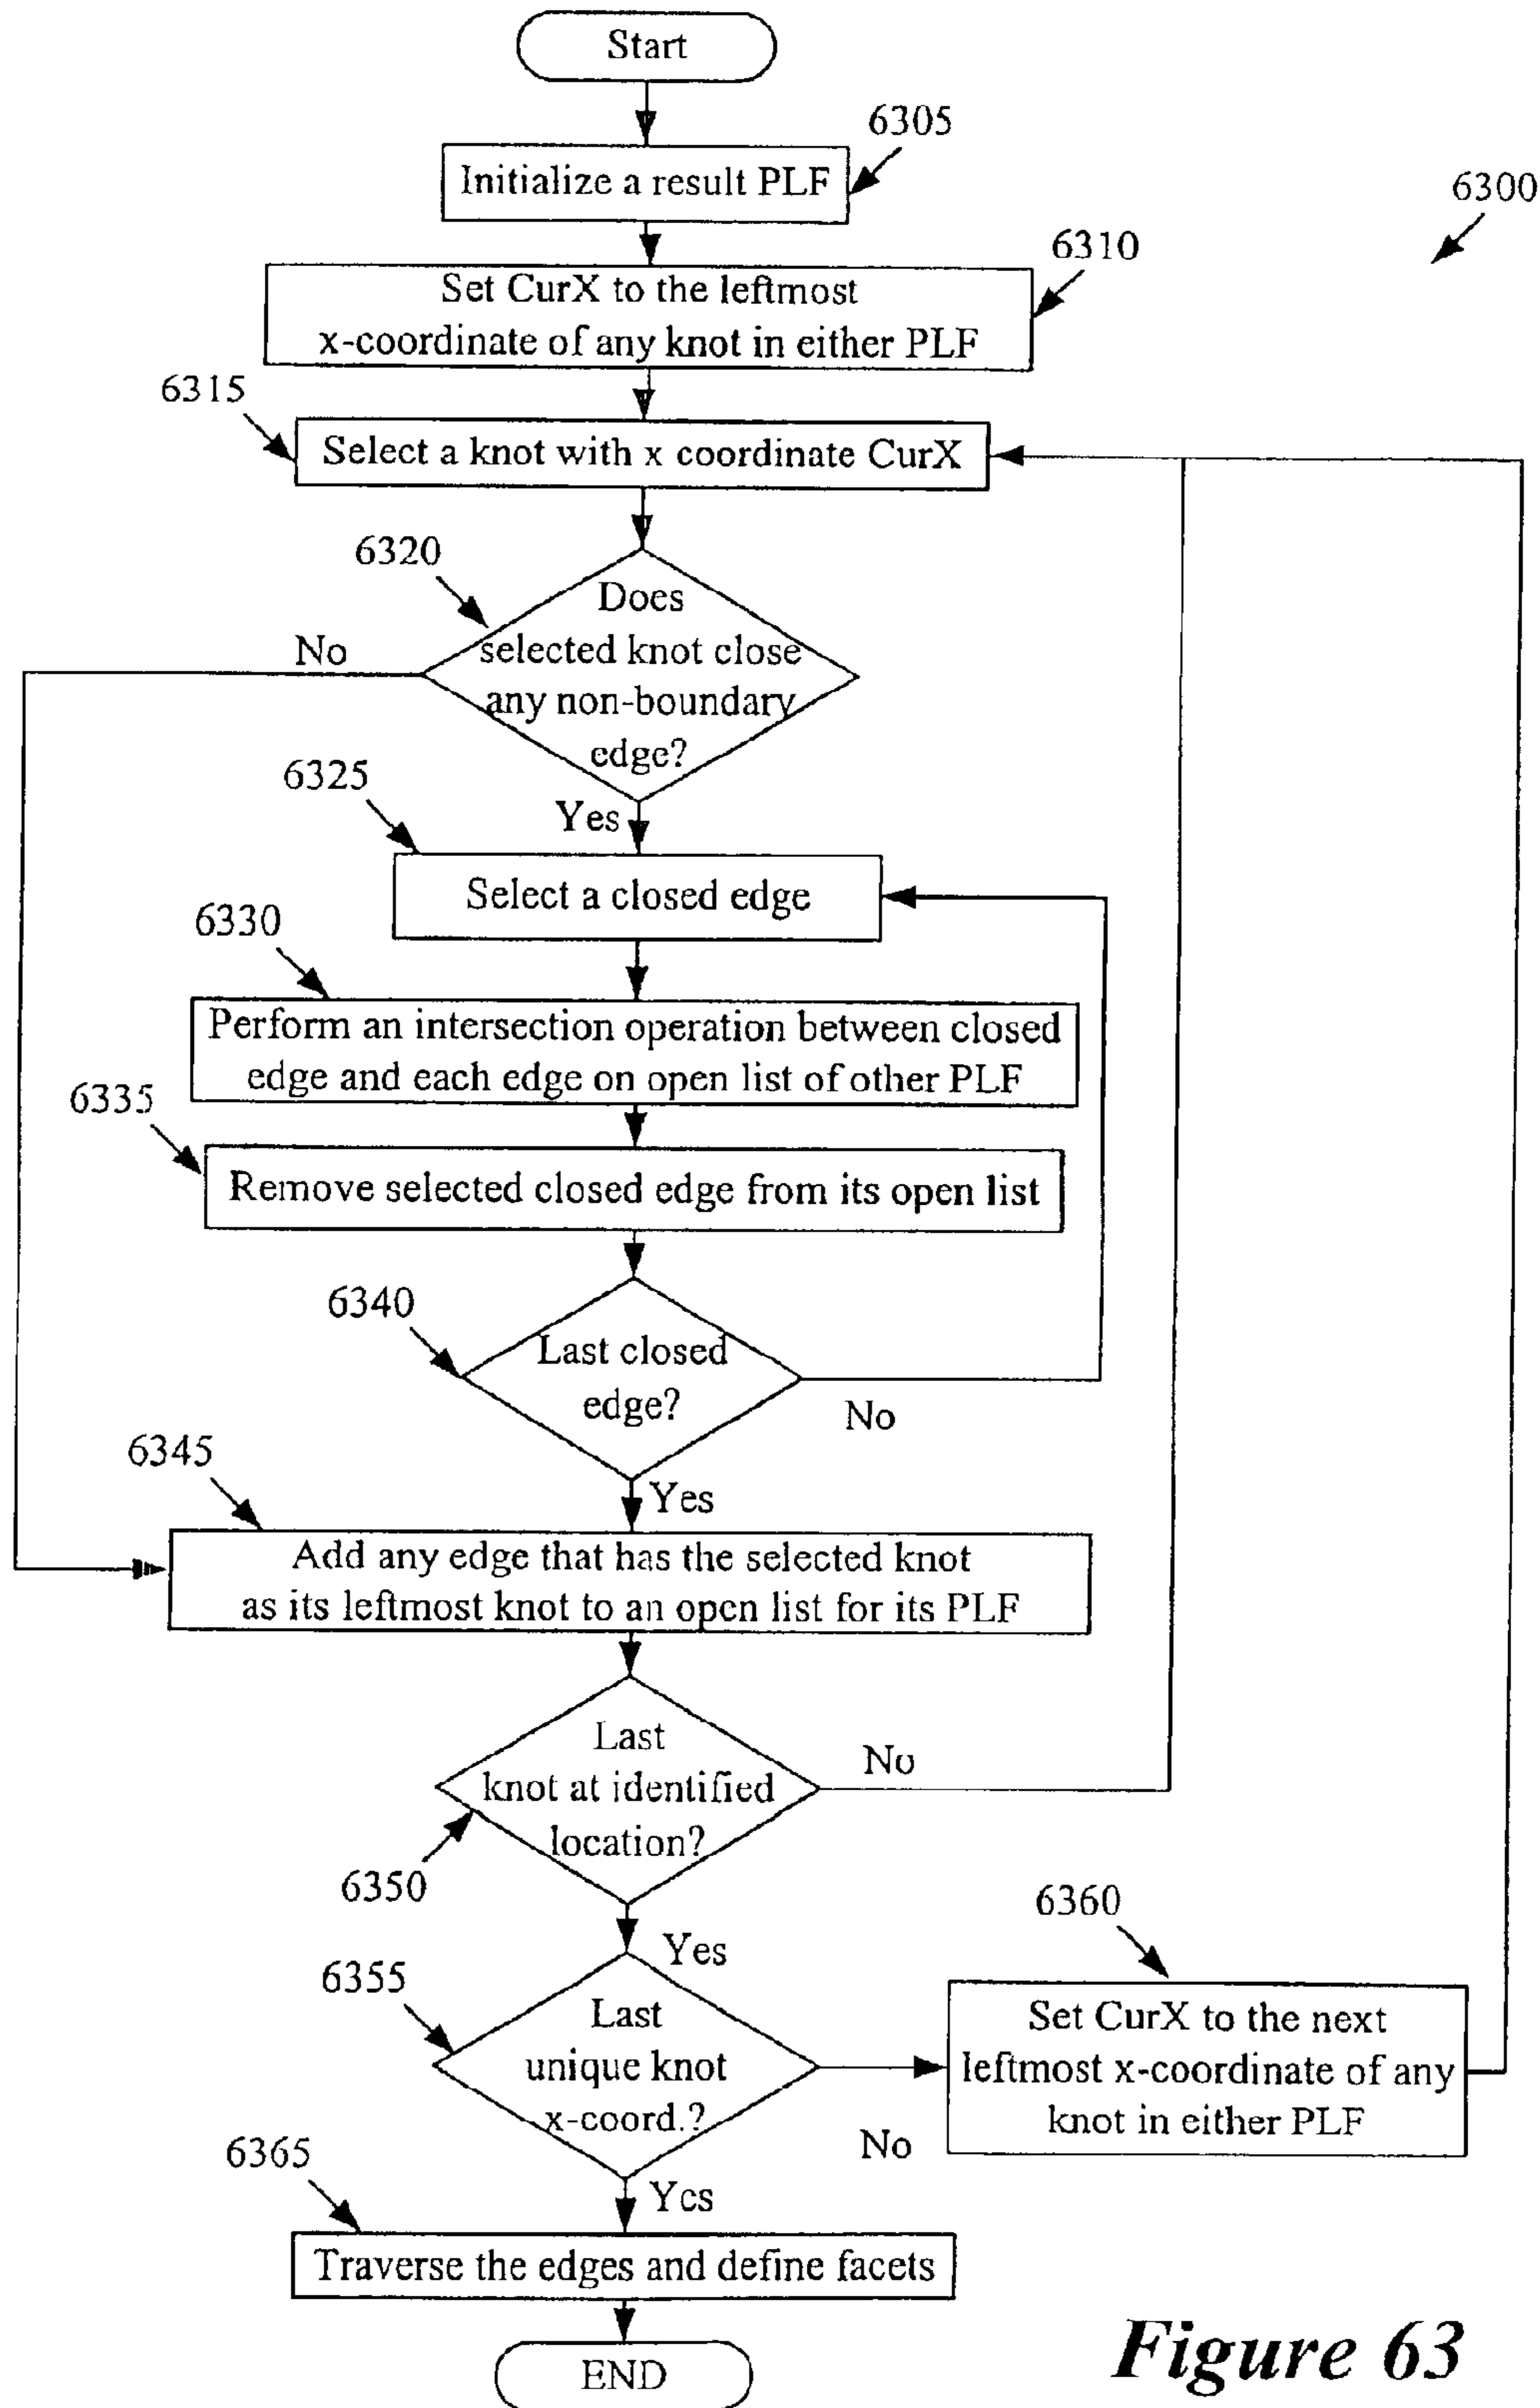 Start
6305
Initialize a result PLF
6300
6310
Set CurX to the leftmost
x-coordinate of any knot in either PLF
6315
Select a knot with x coordinate CurX
6320
Does
selected knot close
any non-boundary
edge?
No
6325
Yes
Select a closed edge
6330
Perform an intersection operation between closed
edge and each edge on open list of other PLF
6335
Remove selected closed edge from its open list
6340
Last closed
edge?
No
6345
Yes
Add any edge that has the selected knot
as its leftmost knot to an open list for its PLF
Last
knot at identified
location?
No
6350
6360
Yes
6355
Last
unique knot
x-coord.?
Set CurX to the next
leftmost x-coordinate of any
knot in either PLF
No
6365
Yes
Traverse the edges and define facets
END
Figure 63